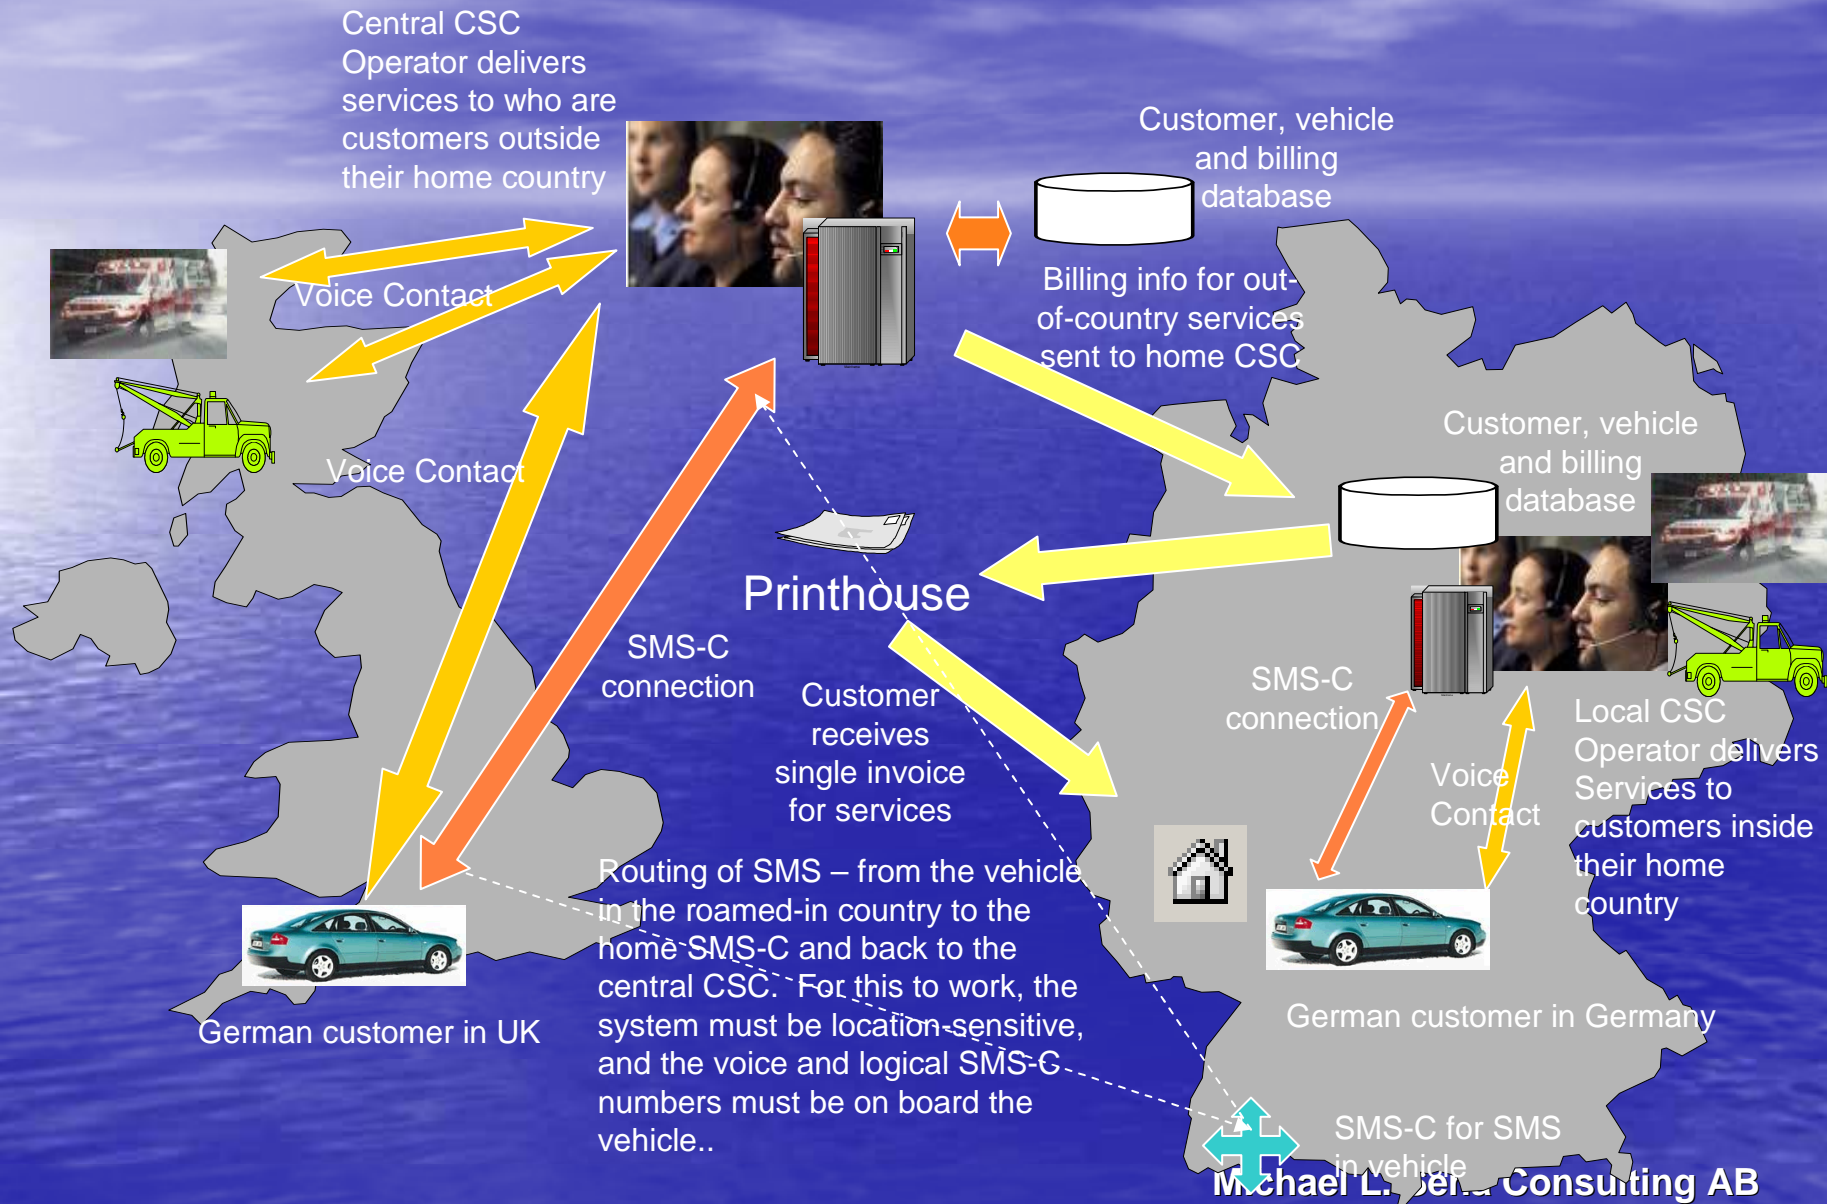 Central CSC
Operator delivers
services to who are
customers outside
their home country
Customer, vehicle
and billing
database
Voice Contact
Billing info for out-
of-country services
sent to home CSC
Voice Contact
Customer, vehicle
and billing
database
Printhouse
SMS-C
connection
Customer
receives
single invoice
for services
SMS-C
connection
Voice
Contact
Local CSC
Operator delivers
Services to
customers inside
their home
country
Routing of SMS – from the vehicle
in the roamed-in country to the
home SMS-C and back to the
central CSC. For this to work, the
system must be location-sensitive,
and the voice and logical SMS-C
numbers must be on board the
vehicle..
German customer in UK
German customer in Germany
SMS-C for SMS
in vehicle
Michael L. Sena Consulting AB